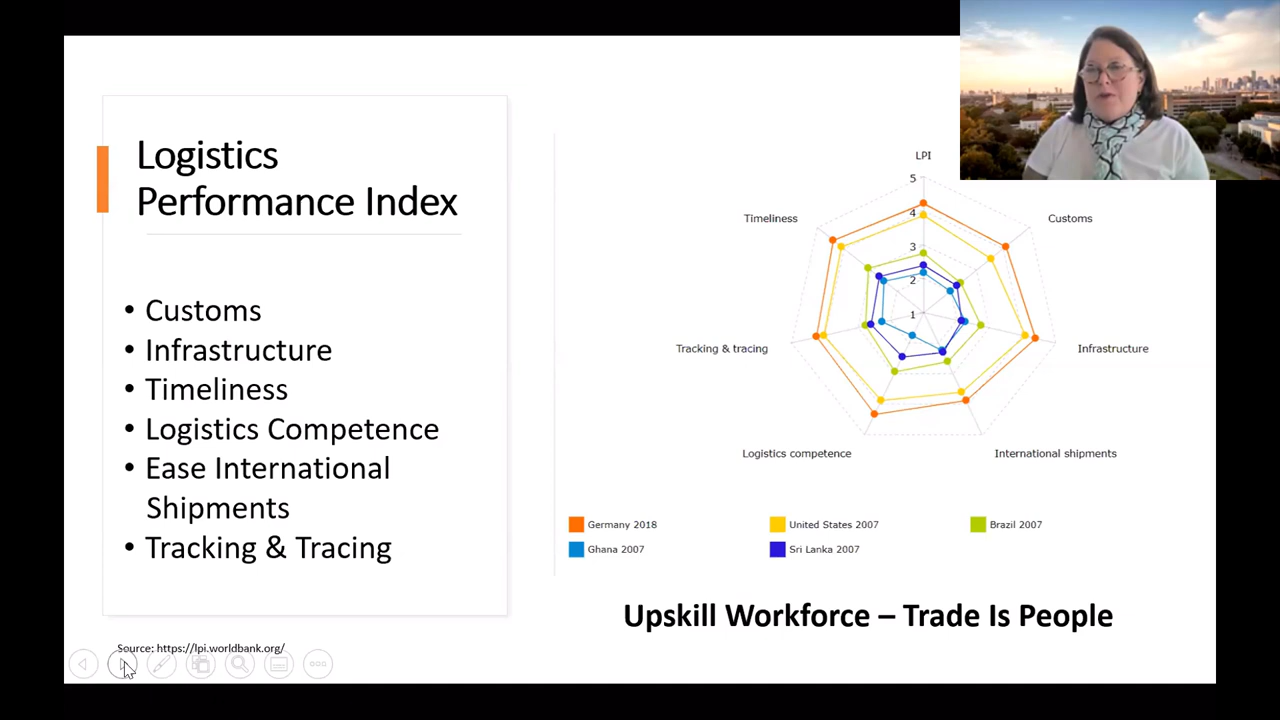 Logistics
Performance Index
• Customs
• Infrastructure
• Timeliness
• Logistics Competence
• Ease International
Shipments
• Tracking & Tracing
Source: https://lpi.worldbank.org/
LPI
5
4
3
2
1
Timeliness
Customs
Tracking & tracing
Infrastructure
Logistics competence
International shipments
Germany 2018
United States 2007
Brazil 2007
Ghana 2007
Sri Lanka 2007
Upskill Workforce – Trade Is People